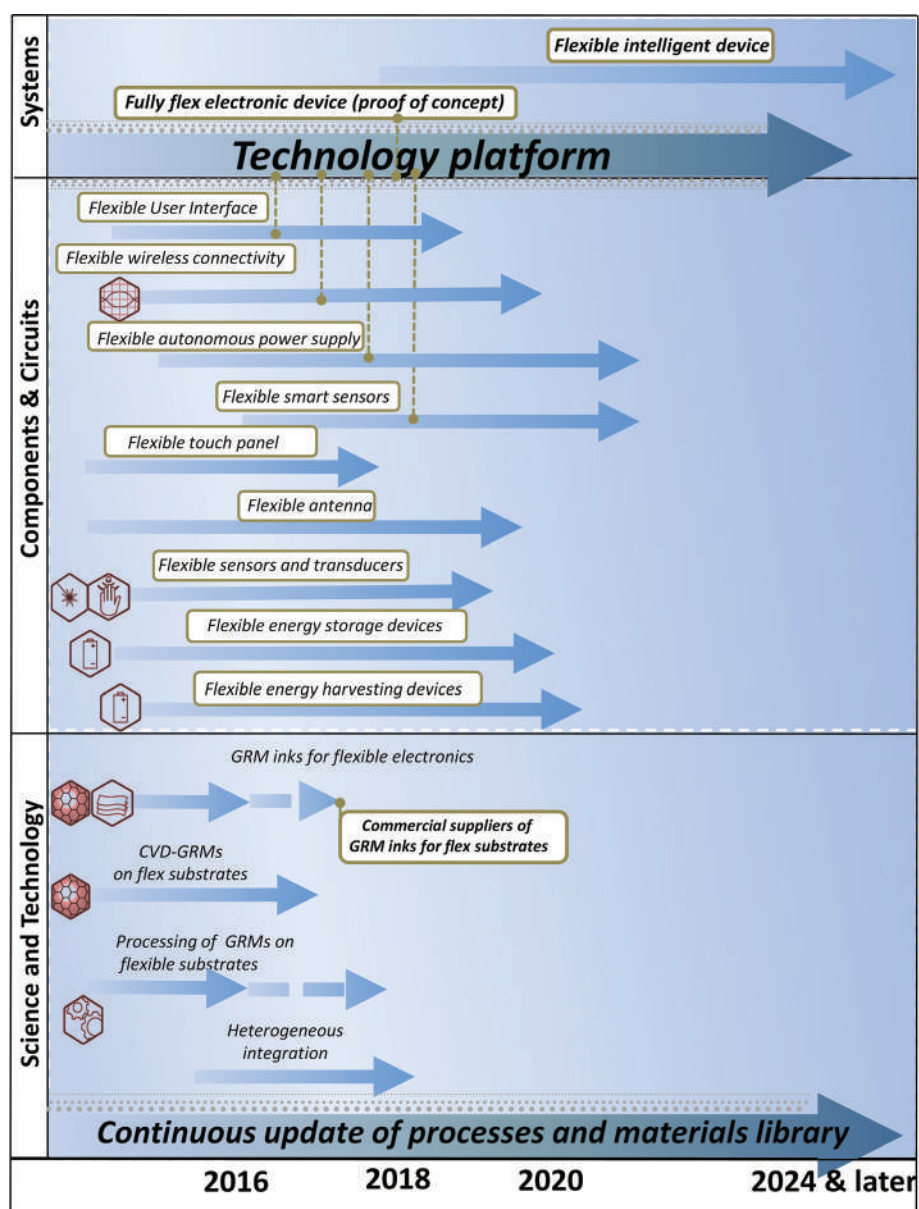 Systems
Flexible intelligent device
Fully flex electronic device (proof of concept)
Technology platform
Components & Circuits
Flexible User Interface
Flexible wireless connectivity
Flexible autonomous power supply
Flexible smart sensors
Flexible touch panel
Flexible antenna
Flexible sensors and transducers
Flexible energy storage devices
Flexible energy harvesting devices
Science and Technology
GRM inks for flexible electronics
Commercial suppliers of
GRM inks for flex substrates
CVD-GRMs
on flex substrates
Processing of GRMs on
flexible substrates
Heterogeneous
integration
Continuous update of processes and materials library
2016
2018
2020
2024 & later